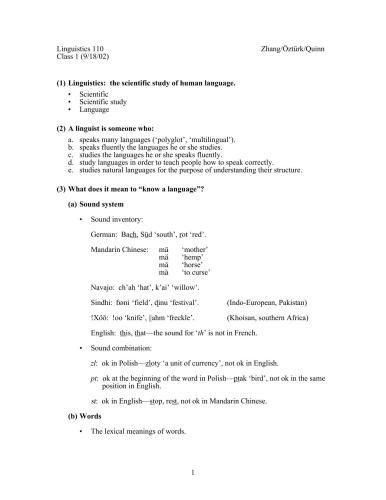 Linguistics 110 Zhang/Öztürk/Quinn
Class 1 (9/18/02)
(1) Linguistics: the scientific study of human language.
• Scientific
• Scientific study
• Language
(2) A linguist is someone who:
a. speaks many languages (‘polyglot’, ‘multilingual’).
b. speaks fluently the languages he or she studies.
c. studies the languages he or she speaks fluently.
d. study languages in order to teach people how to speak correctly.
e. studies natural languages for the purpose of understanding their structure.
(3) What does it mean to “know a language”?
(a) Sound system
• Sound inventory:
German: Bach, Süd ‘south’, rot ‘red’.
Mandarin Chinese: mā ‘mother’
má ‘hemp’
mǎ ‘horse’
mà ‘to curse’
Navajo: ch’ah ‘hat’, k’ai’ ‘willow’.
Sindhi: ɓəni ‘field’, ɗɪnu ‘festival’. (Indo-European, Pakistan)
!Xóõ: !oo ‘knife’, ǀahm ‘freckle’. (Khoisan, southern Africa)
English: this, that—the sound for ‘th’ is not in French.
• Sound combination:
zl: ok in Polish—zloty ‘a unit of currency’, not ok in English.
pt: ok at the beginning of the word in Polish—ptak ‘bird’, not ok in the same
position in English.
st: ok in English—stop, rest, not ok in Mandarin Chinese.
(b) Words
• The lexical meanings of words.
1